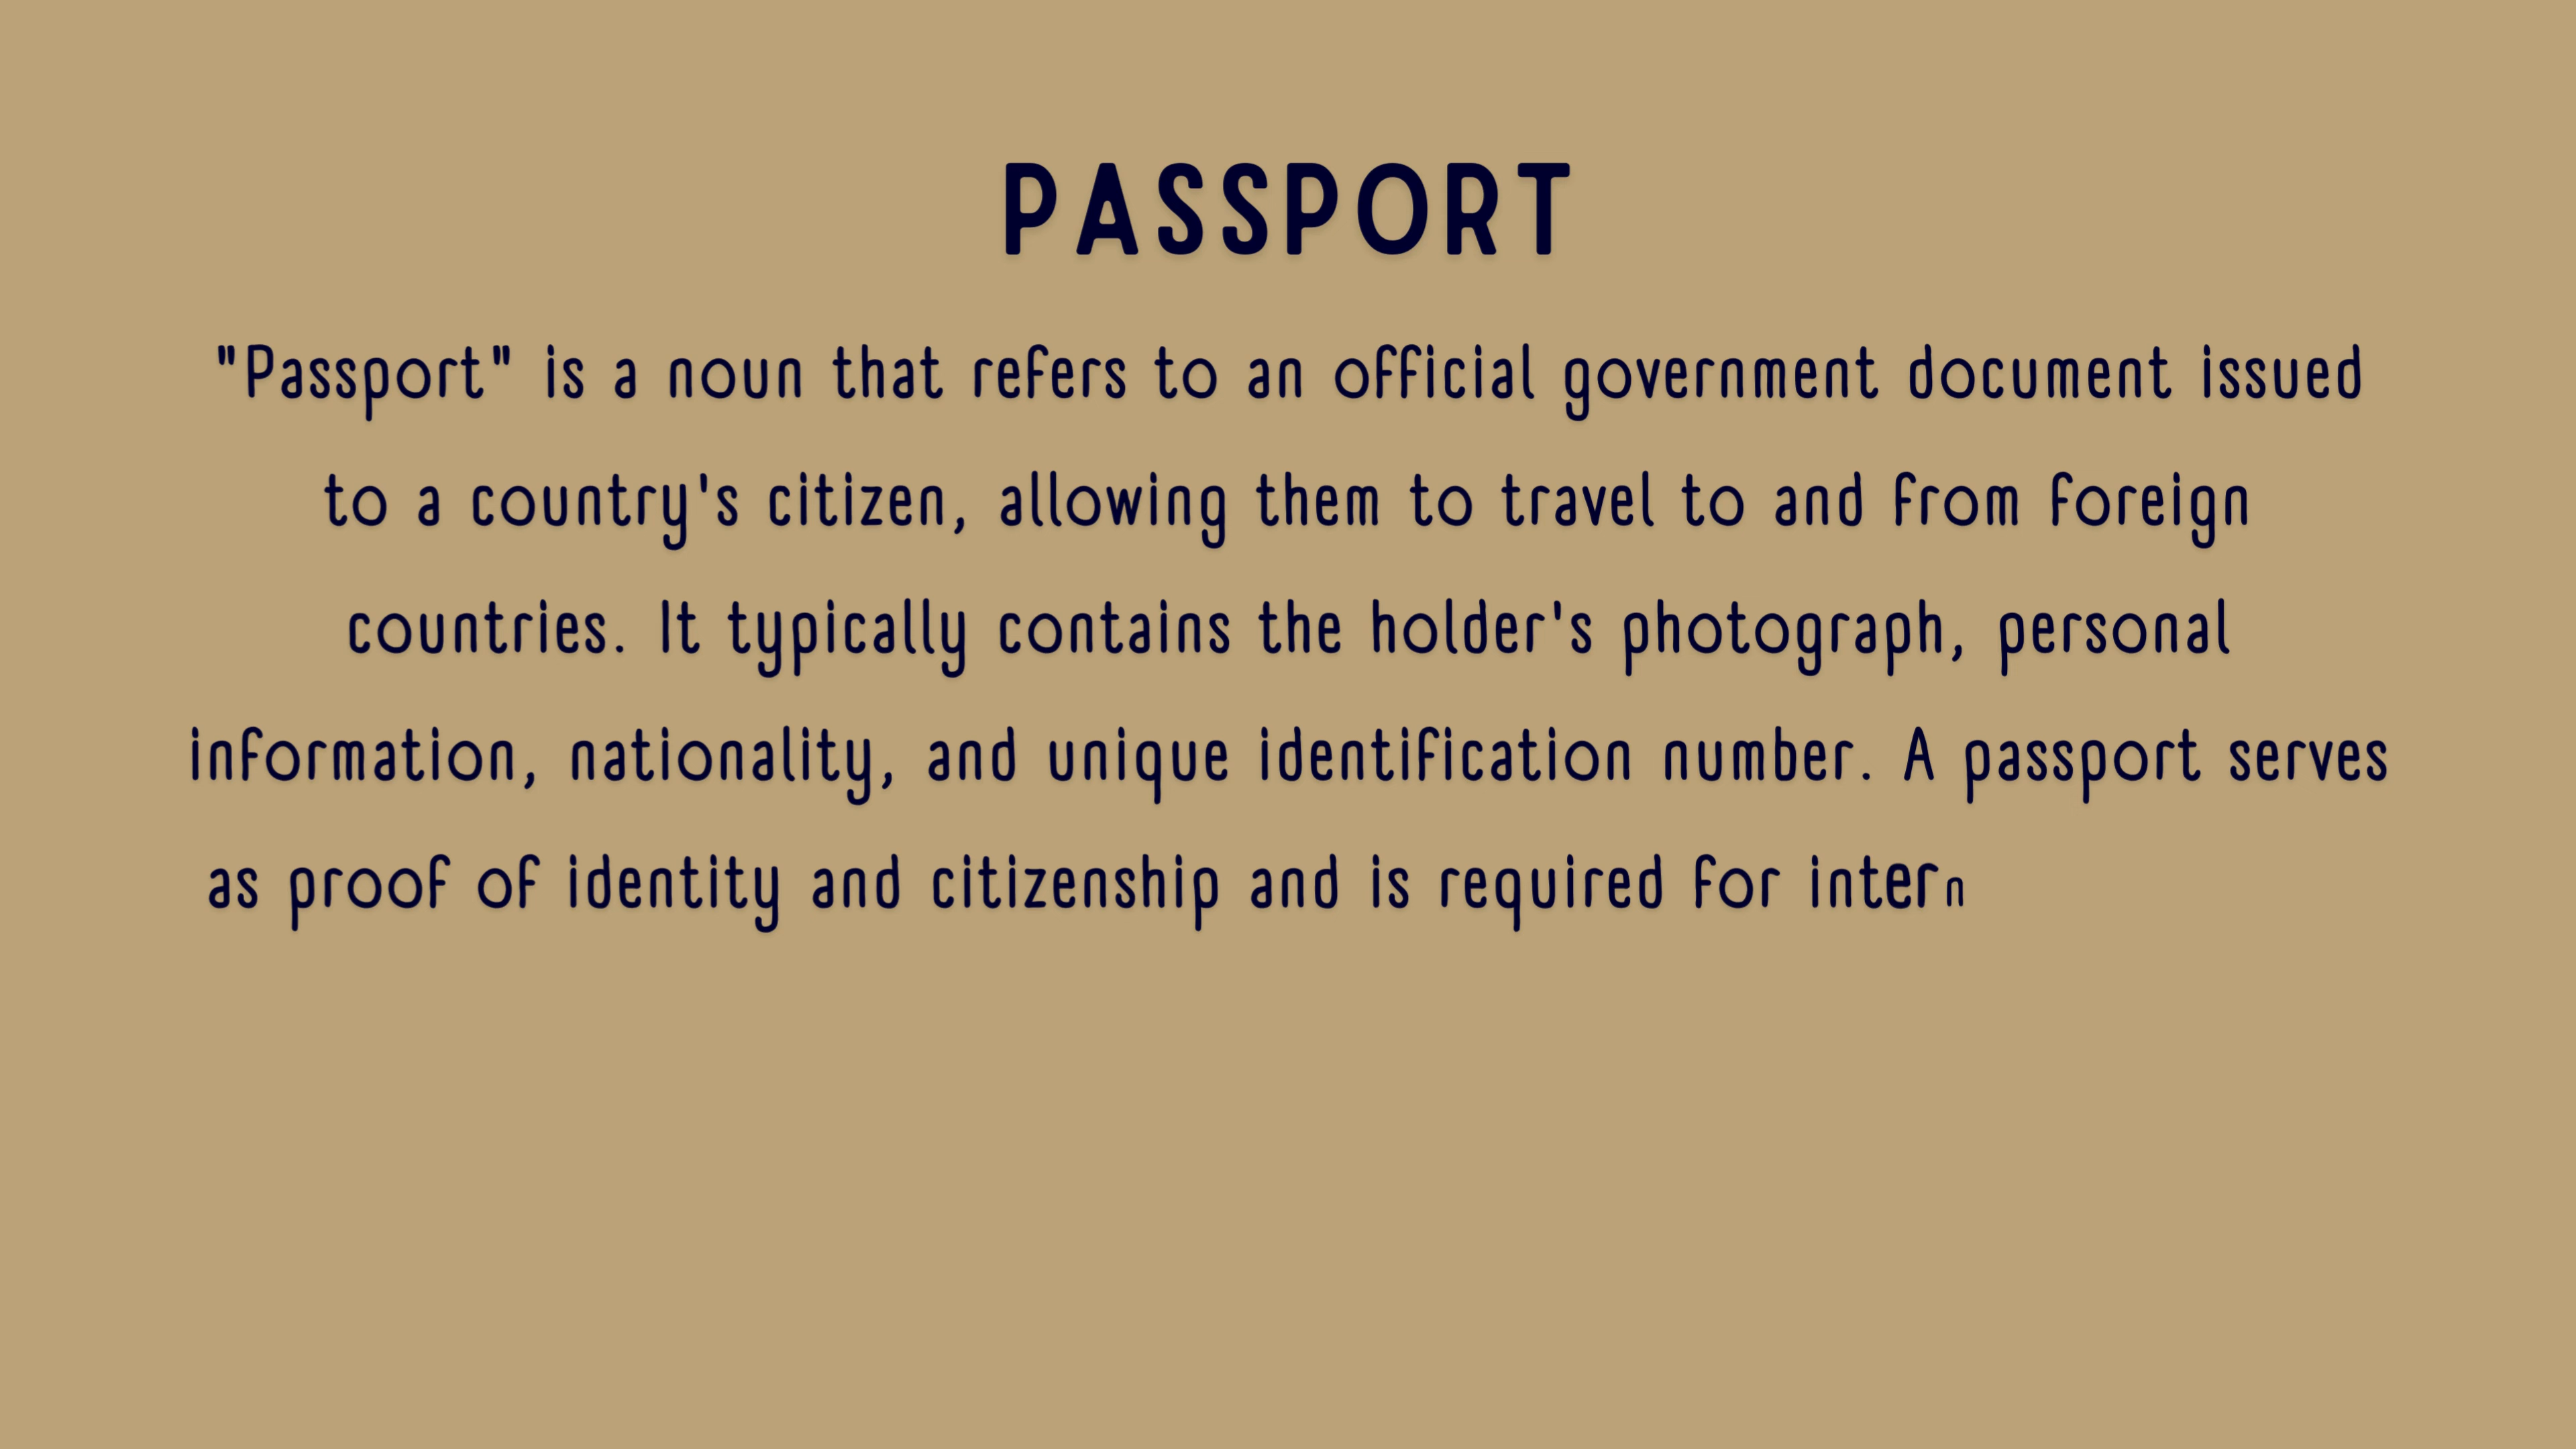 PASSPORT
"Passport" is a noun that refers to an official government document issued
to a country's citizen, allowing them to travel to and from foreign
countries. It typically contains the holder's photograph, personal
information, nationality, and unique identification number. A passport serves
as proof of identity and citizenship and is required for intern